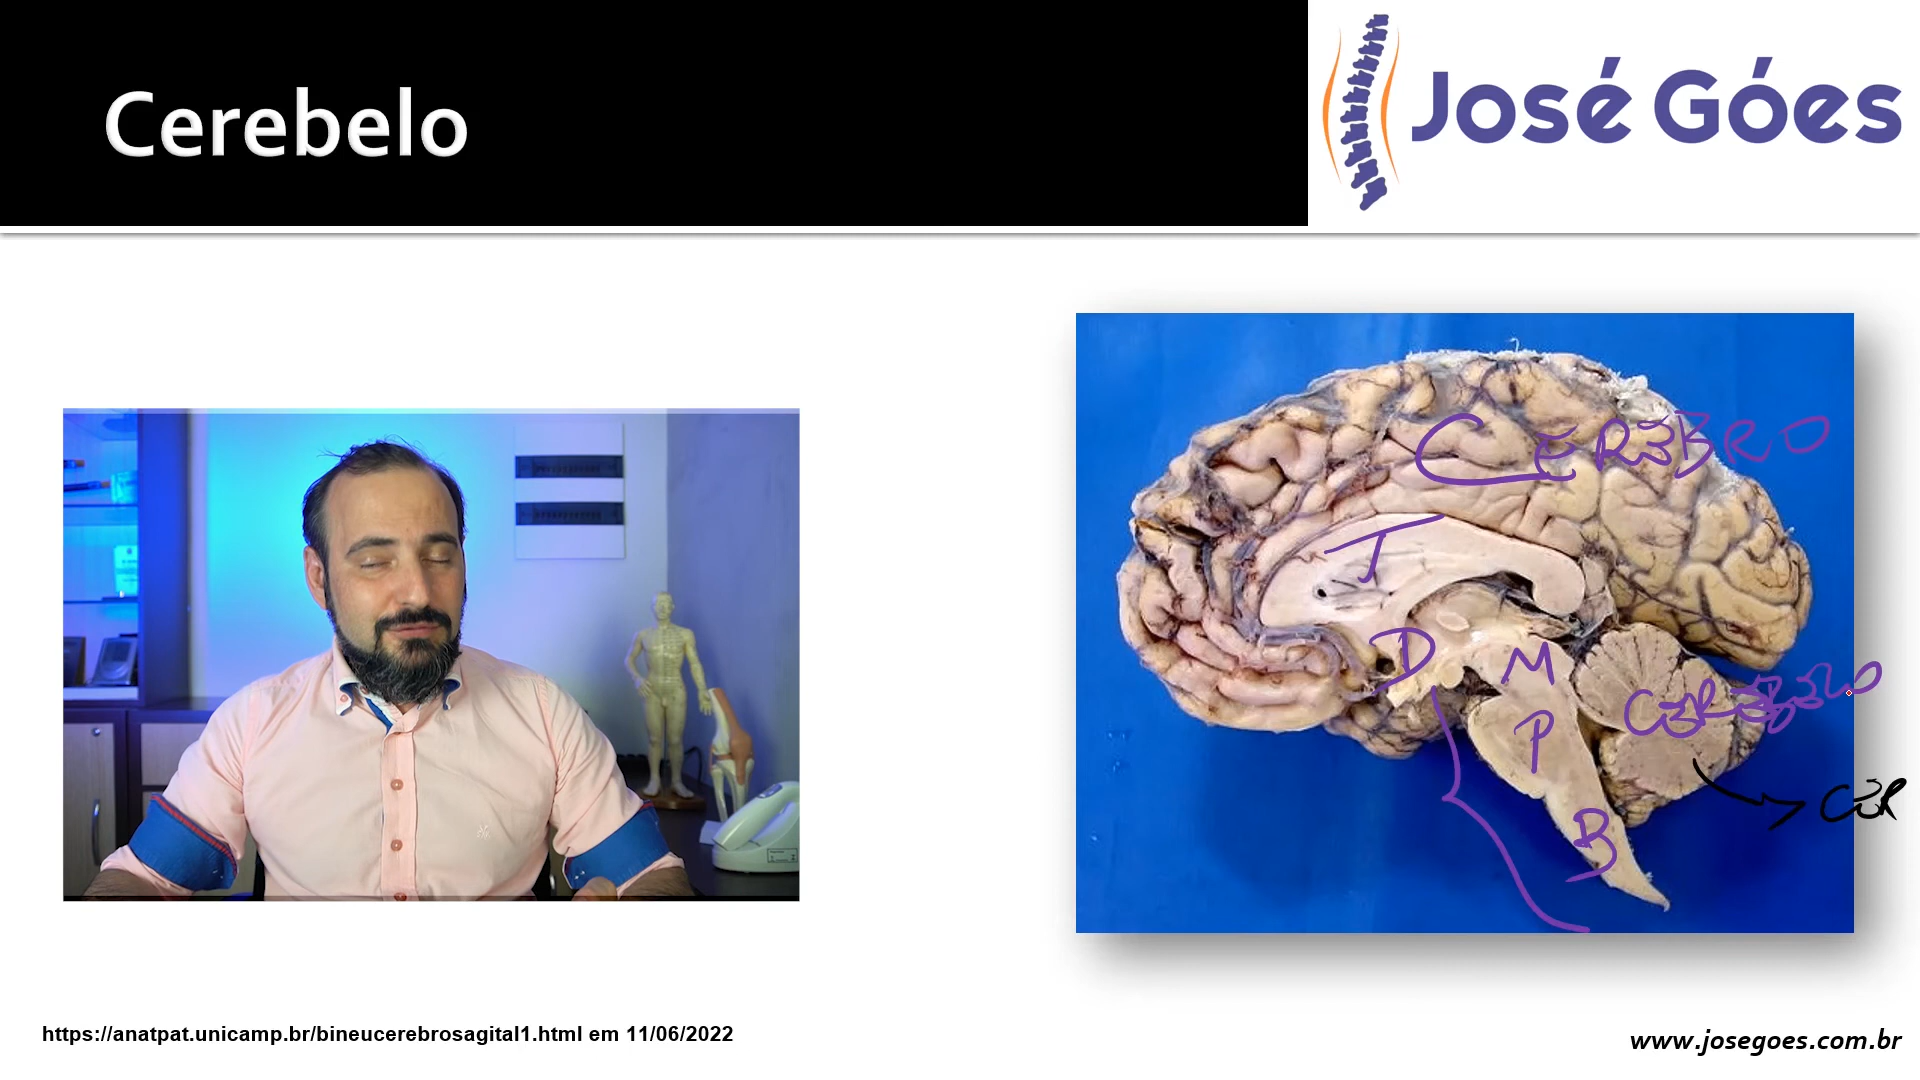 Cerebelo
José Góes
CEREBRO
T
D
M
CEREBELO
P
CER
B
https://anatpat.unicamp.br/bineucerebrosagital1.html em 11/06/2022
www.josegoes.com.br